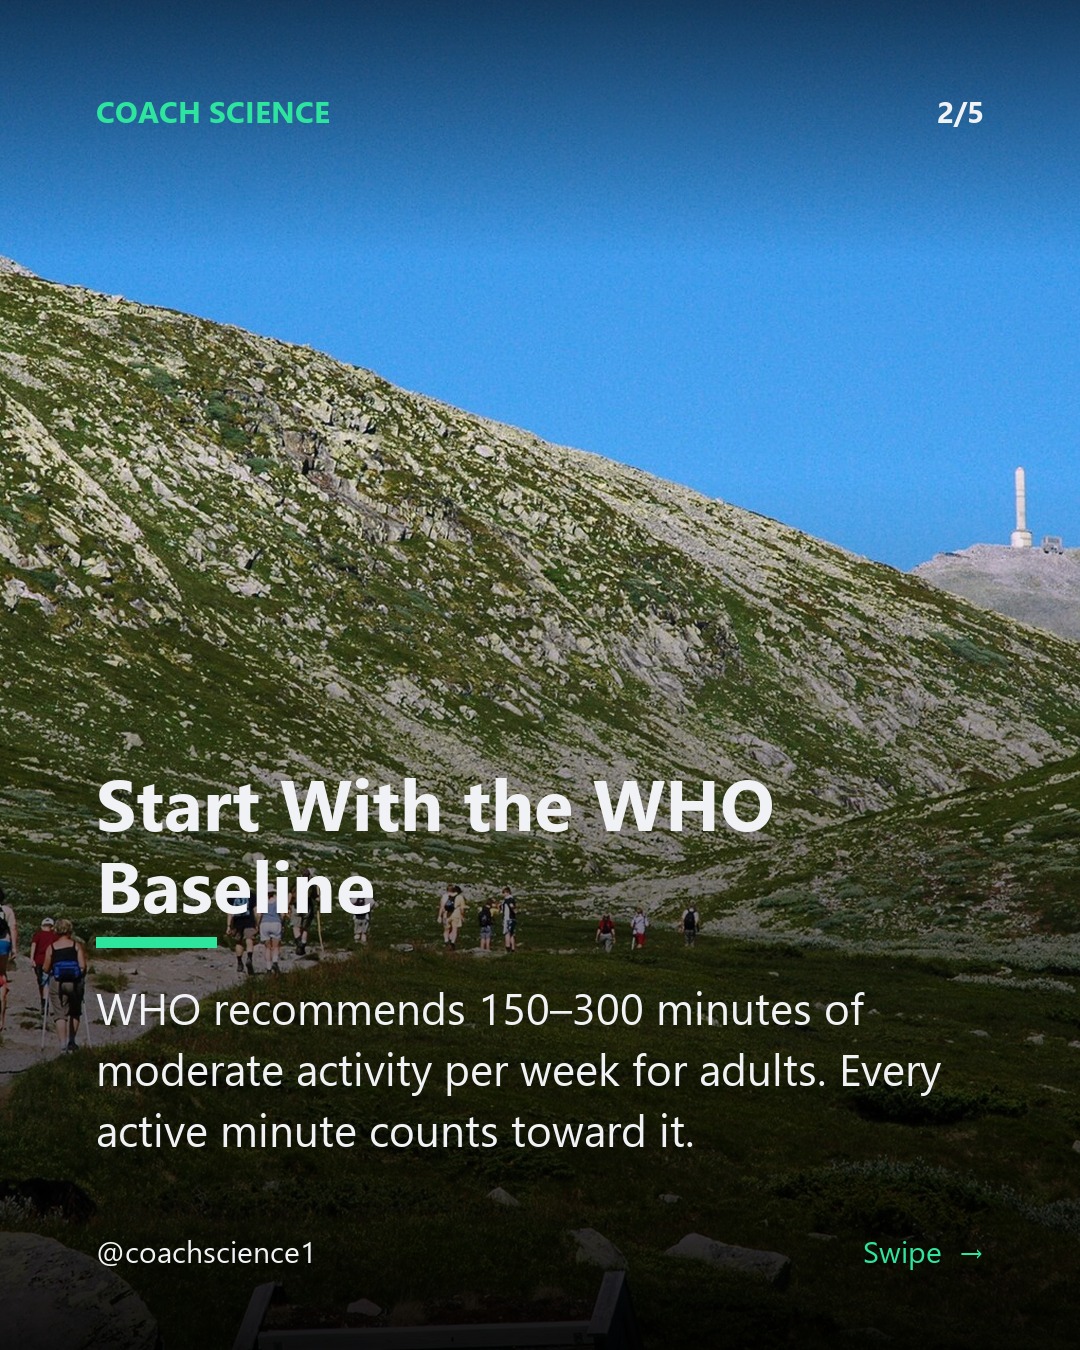 COACH SCIENCE
2/5
Start With the WHO
Baseline
WHO recommends 150–300 minutes of
moderate activity per week for adults. Every
active minute counts toward it.
@coachscience1
Swipe →